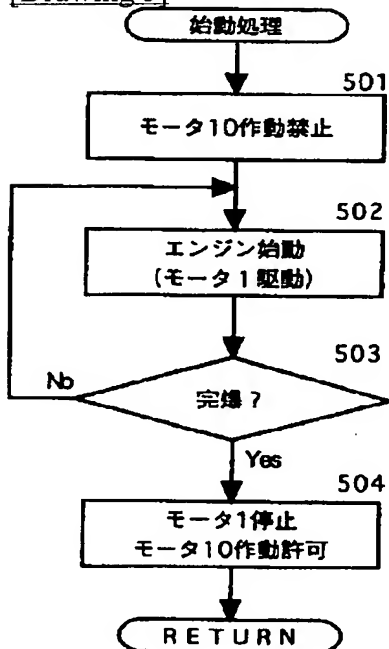 始動処理
501
モータ10作動禁止
502
エンジン始動
(モータ1駆動)
503
完爆?
No
Yes
504
モータ1停止
モータ10作動許可
RETURN